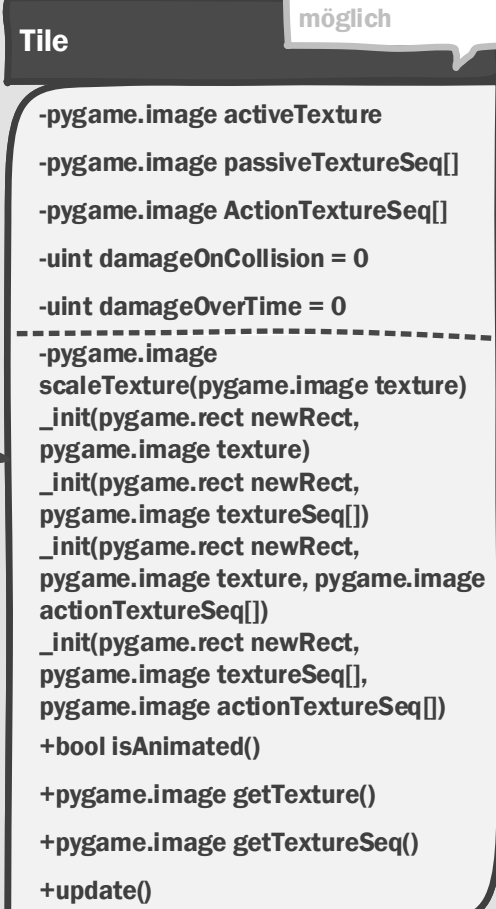 möglich
Tile
-pygame.image activeTexture
-pygame.image passiveTextureSeq[]
-pygame.image ActionTextureSeq[]
-uint damageOnCollision = 0
-uint damageOverTime = 0
-pygame.image
scaleTexture(pygame.image texture)
_init(pygame.rect newRect,
pygame.image texture)
_init(pygame.rect newRect,
pygame.image textureSeq[])
_init(pygame.rect newRect,
pygame.image texture, pygame.image
actionTextureSeq[])
_init(pygame.rect newRect,
pygame.image textureSeq[],
pygame.image actionTextureSeq[])
+bool isAnimated()
+pygame.image getTexture()
+pygame.image getTextureSeq()
+update()